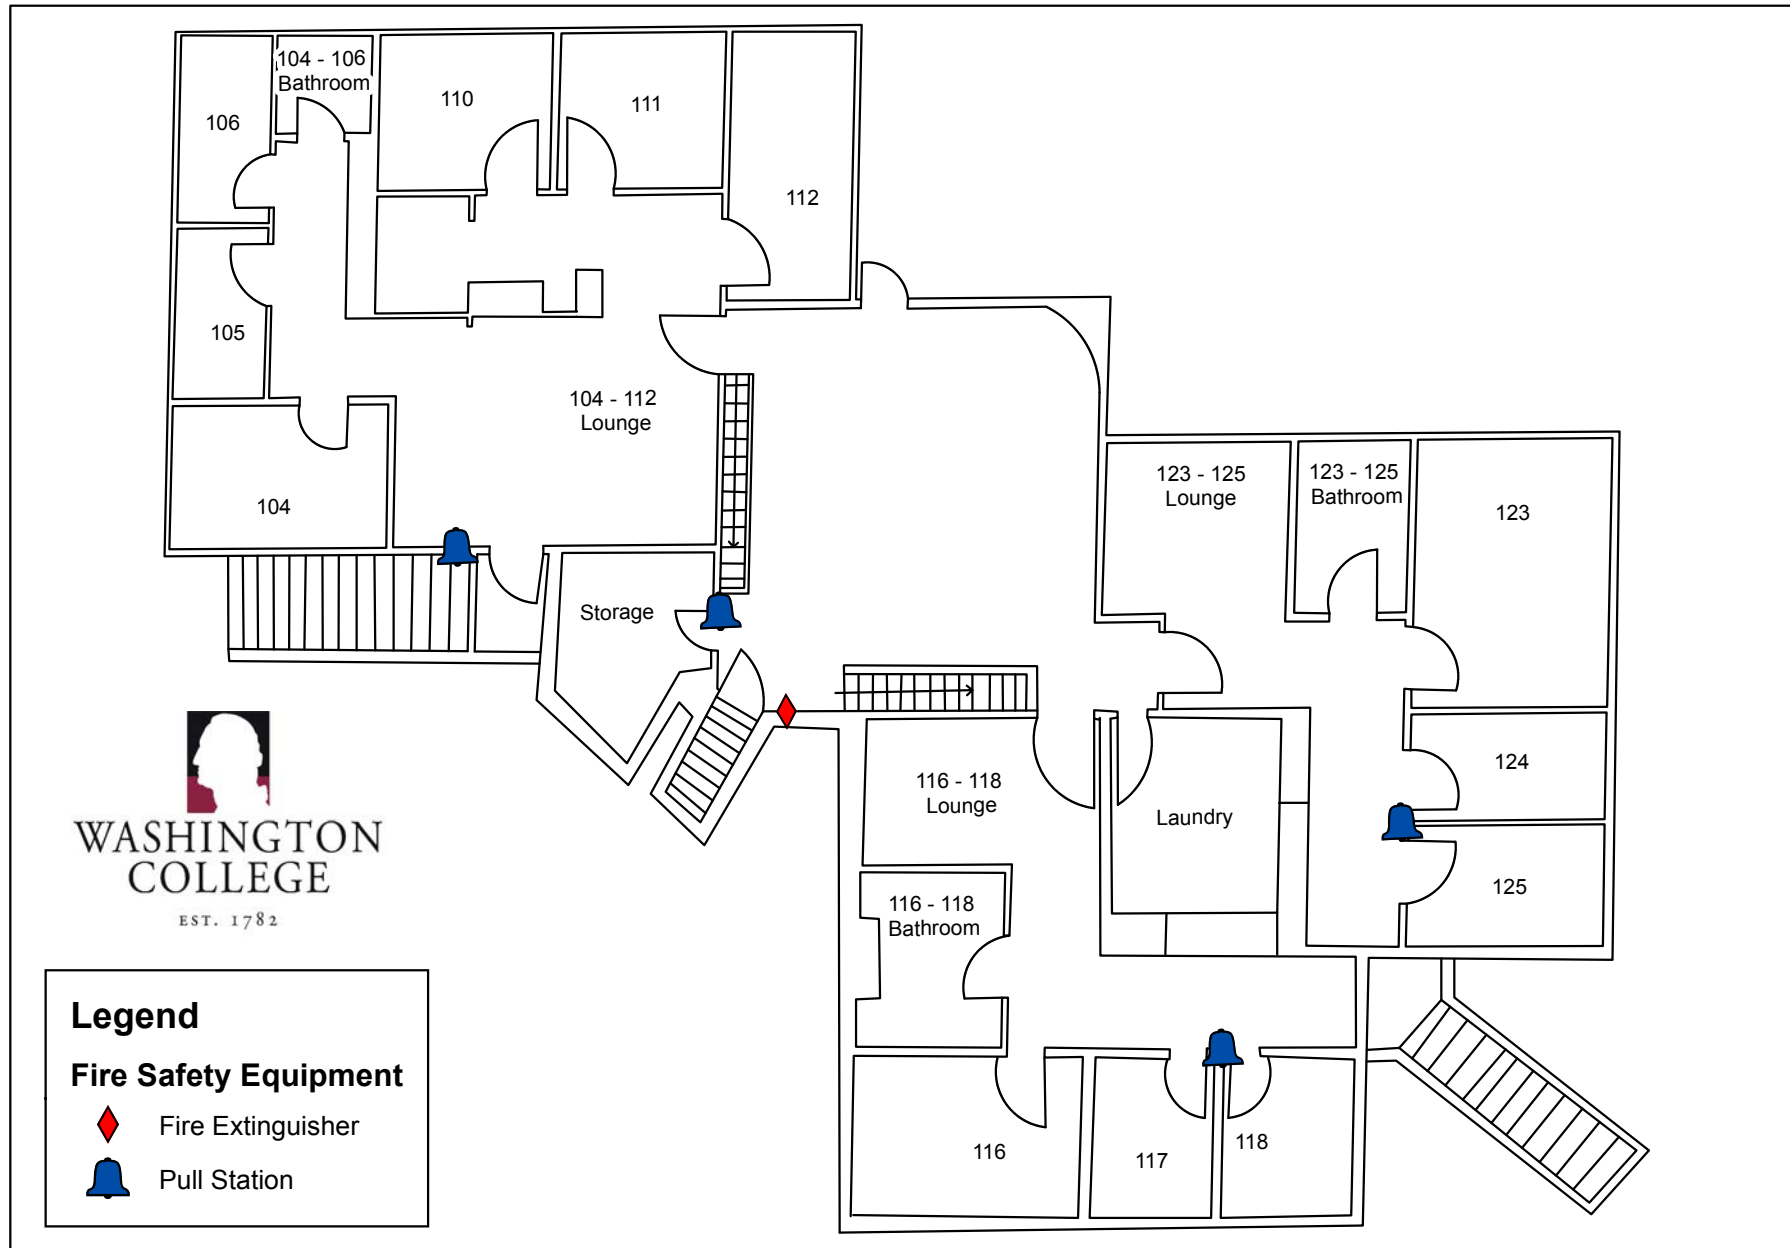 104 - 106
Bathroom
106
110
111
112
105
104 - 112
Lounge
104
Storage
123 - 125
Lounge
123 - 125
Bathroom
123
124
125
116 - 118
Lounge
Laundry
116 - 118
Bathroom
116
117
118
WASHINGTON
COLLEGE
EST. 1782
Legend
Fire Safety Equipment
Fire Extinguisher
Pull Station